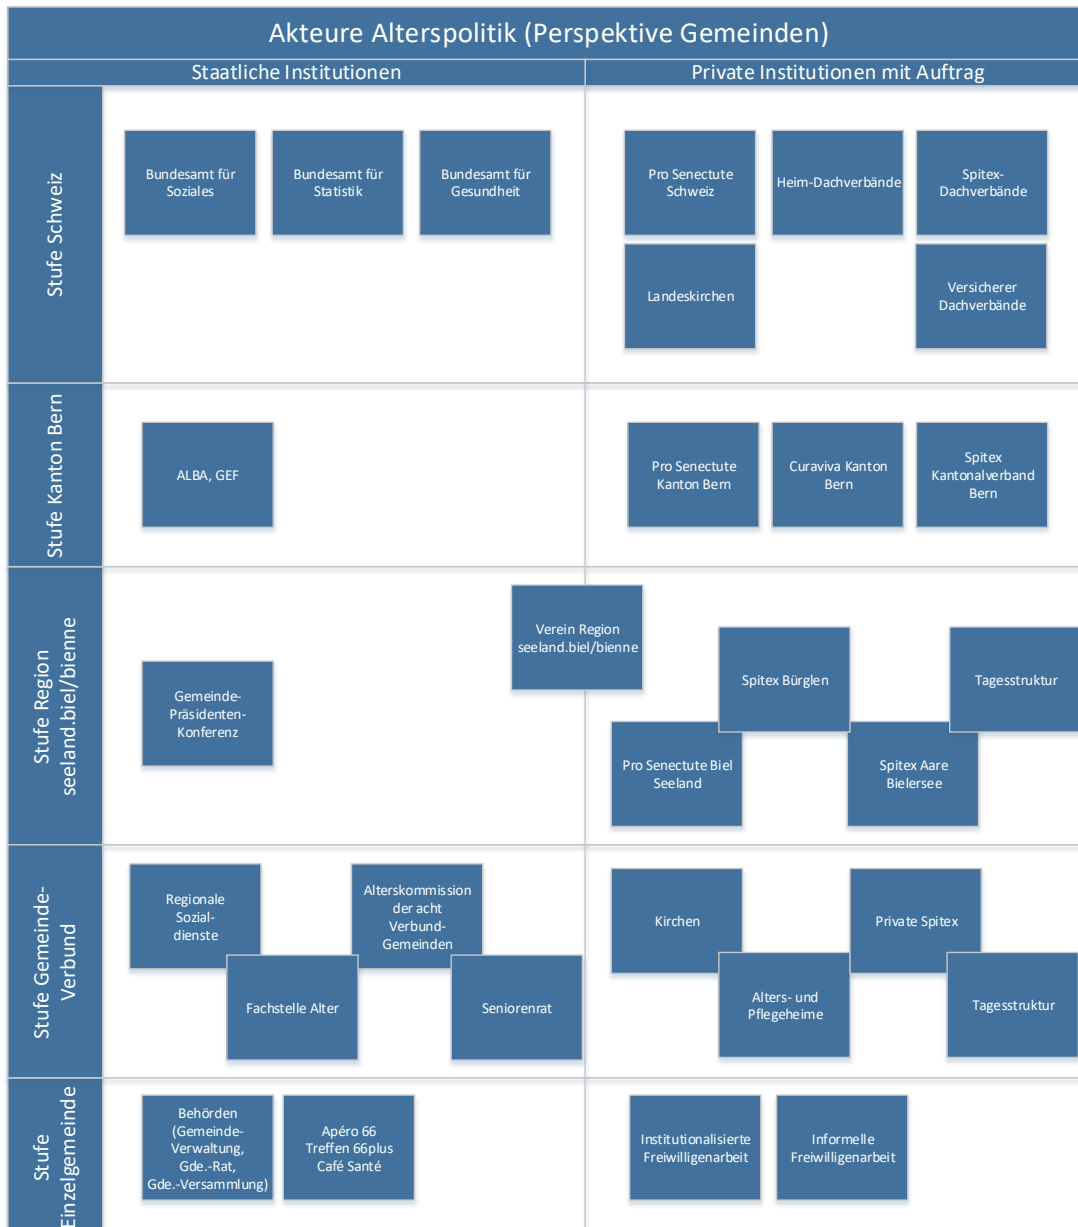 Akteure Alterspolitik (Perspektive Gemeinden)
Staatliche Institutionen
Private Institutionen mit Auftrag
Stufe Schweiz
Bundesamt für
Soziales
Bundesamt für
Statistik
Bundesamt für
Gesundheit
Pro Senectute
Schweiz
Heim-Dachverbände
Spitex-
Dachverbände
Landeskirchen
Versicherer
Dachverbände
Stufe Kanton Bern
ALBA, GEF
Pro Senectute
Kanton Bern
Curaviva Kanton
Bern
Spitex
Kantonalverband
Bern
Stufe Region
seeland.biel/bienne
Gemeinde-
Präsidenten-
Konferenz
Verein Region
seeland.biel/bienne
Spitex Bürglen
Tagesstruktur
Pro Senectute Biel
Seeland
Spitex Aare
Bielersee
Stufe Gemeinde-
Verbund
Regionale
Sozial-
dienste
Alterskommission
der acht
Verbund-
Gemeinden
Fachstelle Alter
Seniorenrat
Kirchen
Private Spitex
Alters- und
Pflegeheime
Tagesstruktur
Stufe
Einzelgemeinde
Behörden
(Gemeinde-
Verwaltung,
Gde.-Rat,
Gde.-Versammlung)
Apéro 66
Treffen 66plus
Café Santé
Institutionalisierte
Freiwilligenarbeit
Informelle
Freiwilligenarbeit